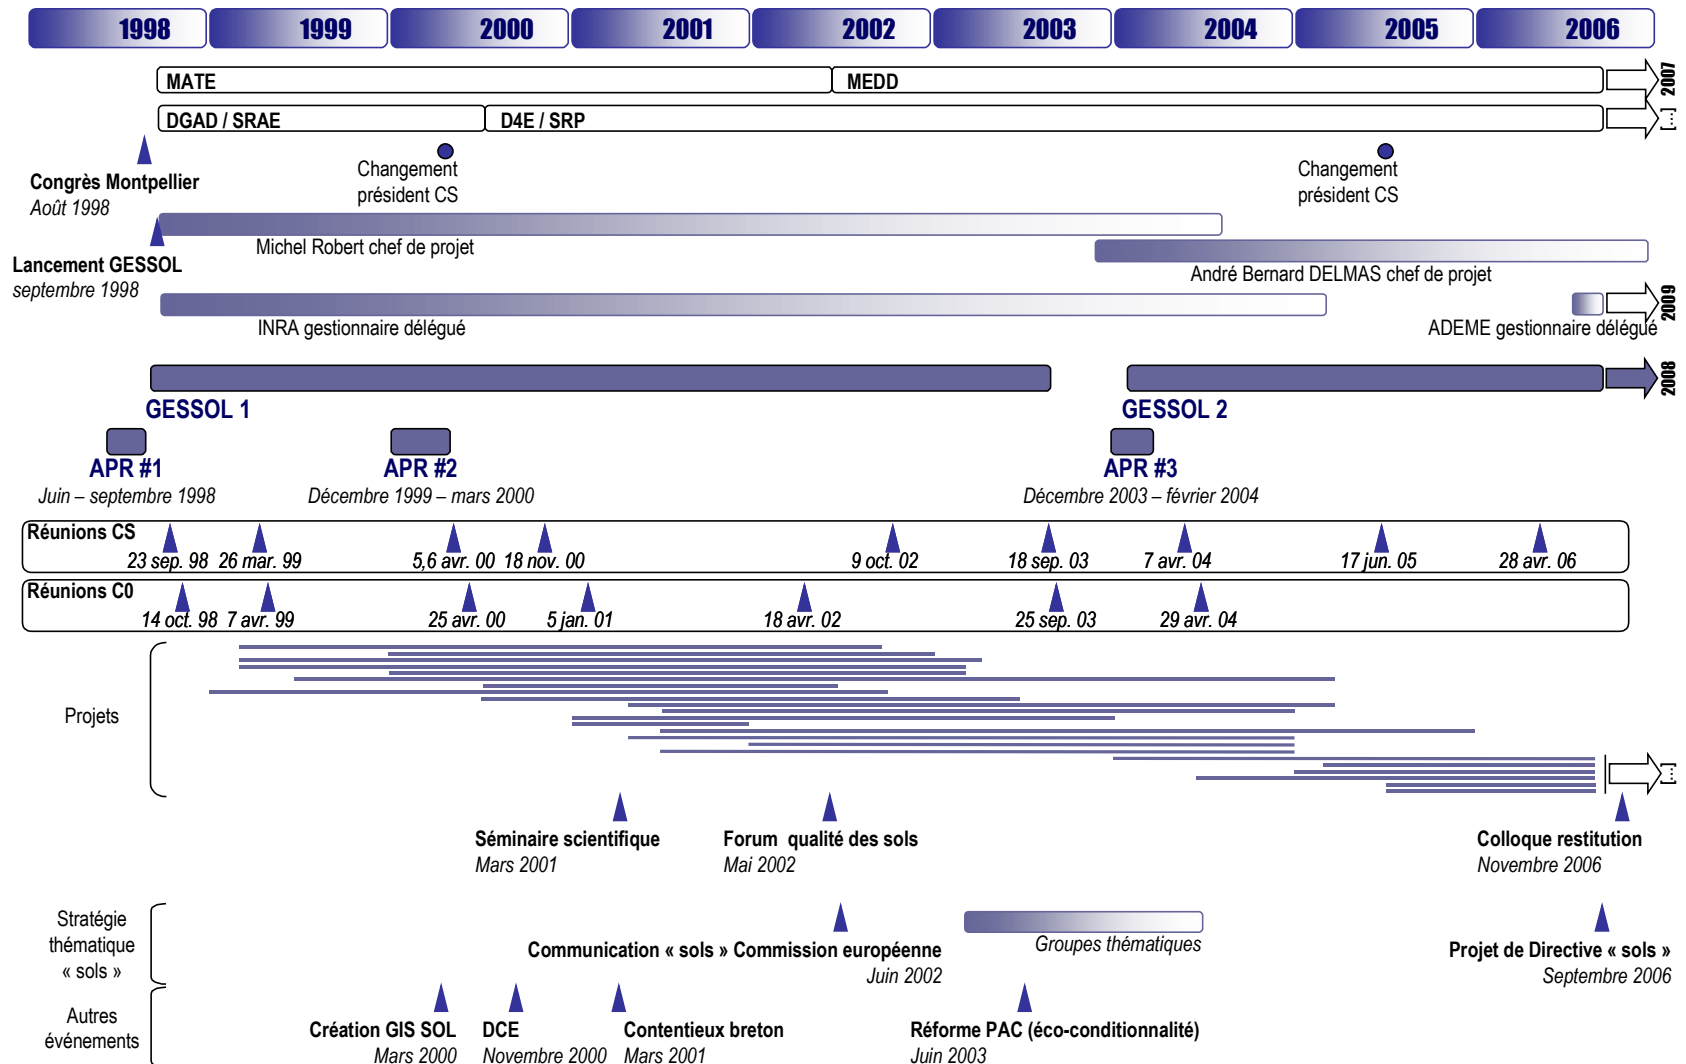 1998 1999 2000 2001 2002 2003 2004 2005 2006
MATE MEDD 2007
DGAD / SRAE D4E / SRP [...]
Changement
président CS
Changement
président CS
Congrès Montpellier
Août 1998
Michel Robert chef de projet
Lancement GESSOL
septembre 1998
André Bernard DELMAS chef de projet
INRA gestionnaire délégué
ADEME gestionnaire délégué
2009
2008
GESSOL 1 GESSOL 2
APR #1 APR #2 APR #3
Juin – septembre 1998 Décembre 1999 – mars 2000 Décembre 2003 – février 2004
Réunions CS
23 sep. 98 26 mar. 99 5,6 avr. 00 18 nov. 00 9 oct. 02 18 sep. 03 7 avr. 04 17 jun. 05 28 avr. 06
Réunions C0
14 oct. 98 7 avr. 99 25 avr. 00 5 jan. 01 18 avr. 02 25 sep. 03 29 avr. 04
Projets
[...]
Séminaire scientifique
Mars 2001
Forum qualité des sols
Mai 2002
Colloque restitution
Novembre 2006
Stratégie
thématique
« sols »
Communication « sols » Commission européenne
Juin 2002
Groupes thématiques
Projet de Directive « sols »
Septembre 2006
Autres
événements
Création GIS SOL
Mars 2000
DCE
Novembre 2000
Contentieux breton
Mars 2001
Réforme PAC (éco-conditionnalité)
Juin 2003